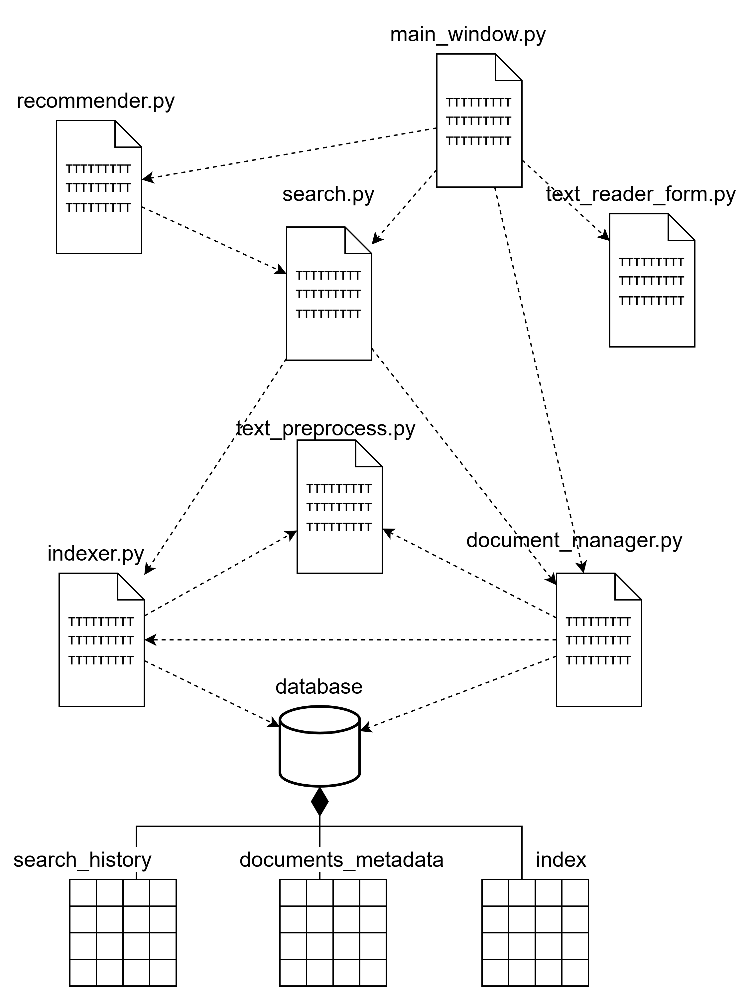 main_window.py
TTTTTTTTT
TTTTTTTTT
TTTTTTTTT
recommender.py
TTTTTTTTT
TTTTTTTTT
TTTTTTTTT
search.py
TTTTTTTTT
TTTTTTTTT
TTTTTTTTT
text_reader_form.py
TTTTTTTTT
TTTTTTTTT
TTTTTTTTT
text_preprocess.py
TTTTTTTTT
TTTTTTTTT
TTTTTTTTT
indexer.py
TTTTTTTTT
TTTTTTTTT
TTTTTTTTT
document_manager.py
TTTTTTTTT
TTTTTTTTT
TTTTTTTTT
database
search_history
documents_metadata
index